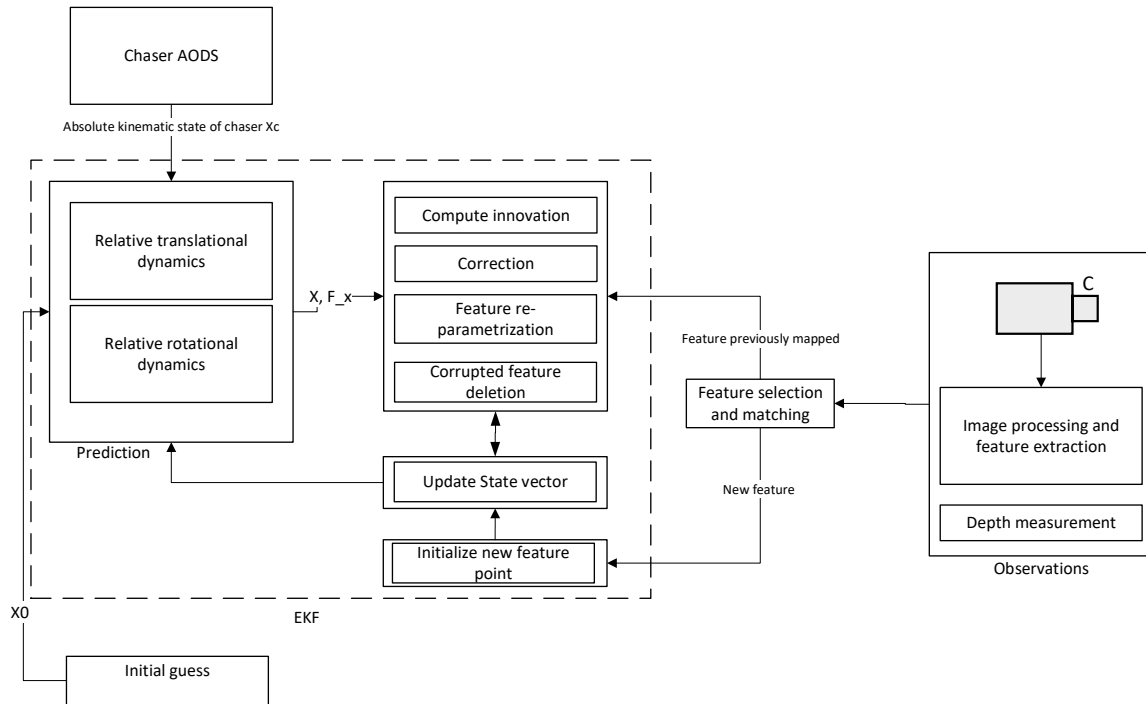 Chaser AODS
Absolute kinematic state of chaser Xc
Relative translational
dynamics
Relative rotational
dynamics
Prediction
X, F_x
Compute innovation
Correction
Feature re-
parametrization
Corrupted feature
deletion
Update State vector
Initialize new feature
point
EKF
X0
Initial guess
Feature previously mapped
Feature selection
and matching
New feature
C
Image processing and
feature extraction
Depth measurement
Observations